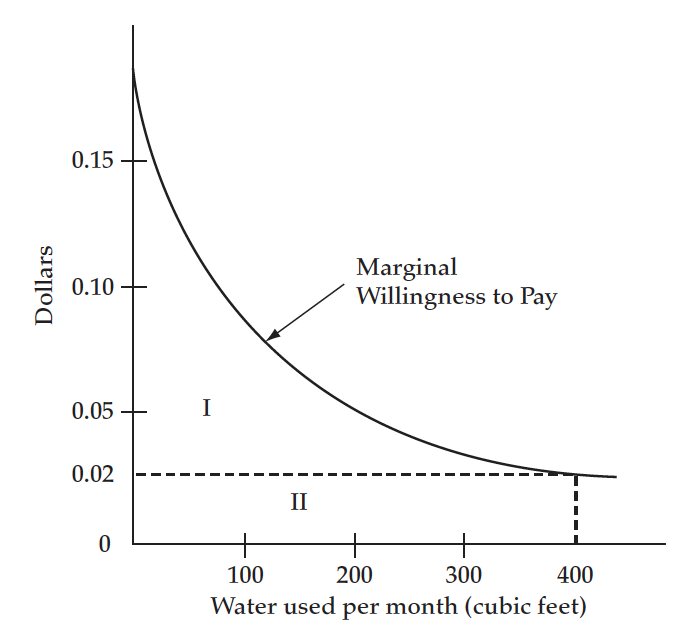 0.15
Dollars
0.10
Marginal
Willingness to Pay
0.05
I
0.02
II
0
100 200 300 400
Water used per month (cubic feet)